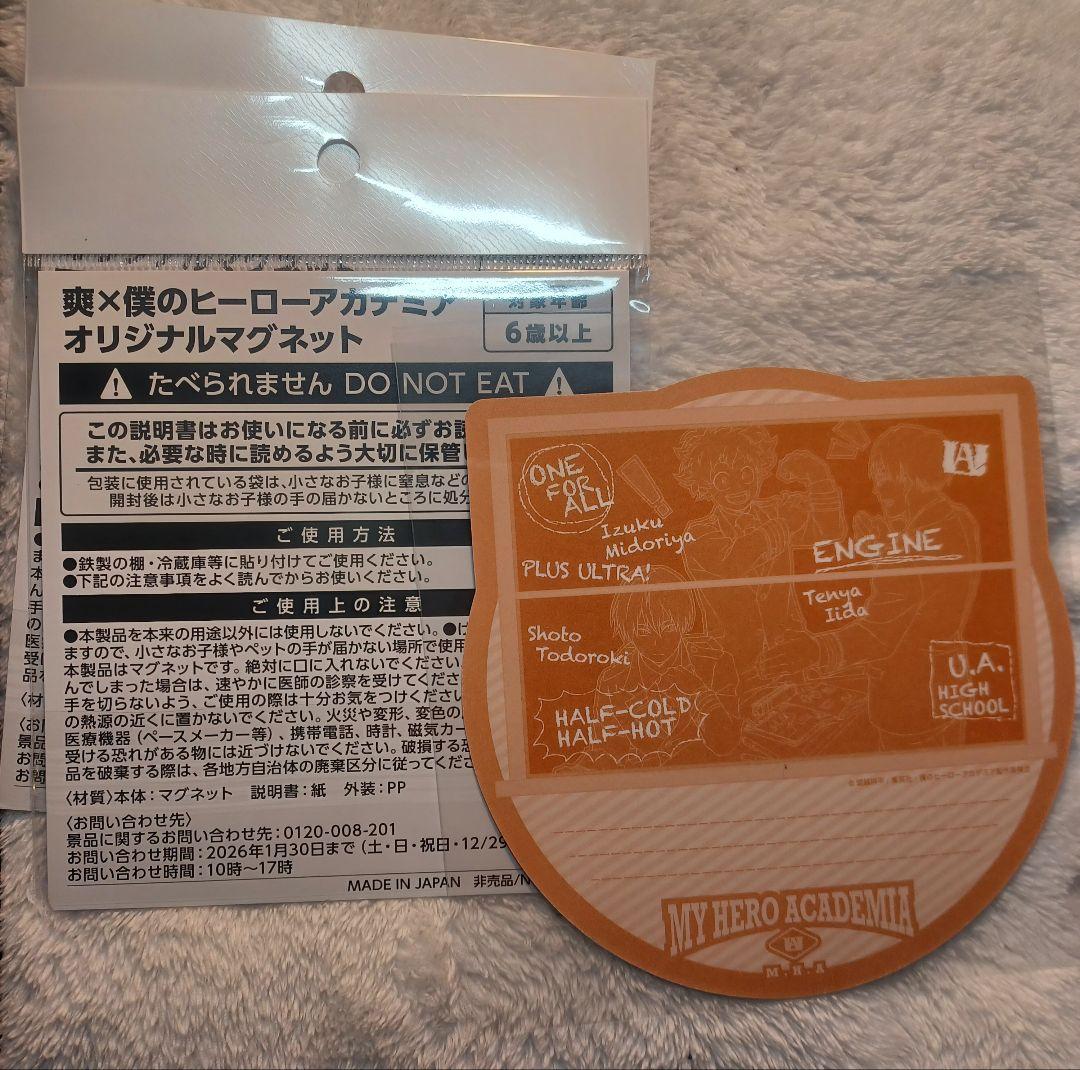 爽×僕のヒーローアカデミア
オリジナルマグネット
対象年齢
6歳以上
たべられません DO NOT EAT
この説明書はお使いになる前に必ずお読
また、必要な時に読めるよう大切に保管し
包装に使用されている袋は、小さなお子様に窒息などの
開封後は小さなお子様の手の届かないところに処分
ご使用方法
●鉄製の棚・冷蔵庫等に貼り付けてご使用ください。
●下記の注意事項をよく読んでからお使いください。
ご使用上の注意
●本製品を本来の用途以外には使用しないでください。●は
ますので、小さなお子様やペットの手が届かない場所で使用
本製品はマグネットです。絶対に口に入れないでください。
んでしまった場合は、速やかに医師の診察を受けてくだ
手を切らないよう、ご使用の際は十分お気をつけくだ
の熱源の近くに置かないでください。火災や変形、変色の
医療機器(ペースメーカー等)、携帯電話、時計、磁気カー
受ける恐れがある物には近づけないでください。破損する恐
品を破棄する際は、各地方自治体の廃棄区分に従ってくだ
〈材質〉本体:マグネット 説明書:紙 外装:PP
〈お問い合わせ先〉
景品に関するお問い合わせ先:0120-008-201
お問い合わせ期間:2026年1月30日まで(土・日・祝日・12/29
お問い合わせ時間:10時〜17時
MADE IN JAPAN 非売品/N
ONE
FOR
ALL
Izuku
Midoriya
PLUS ULTRA!
UA
ENGINE
Tenya
Iida
Shoto
Todoroki
HALF-COLD
HALF-HOT
U.A.
HIGH
SCHOOL
MY HERO ACADEMIA
M.H.A